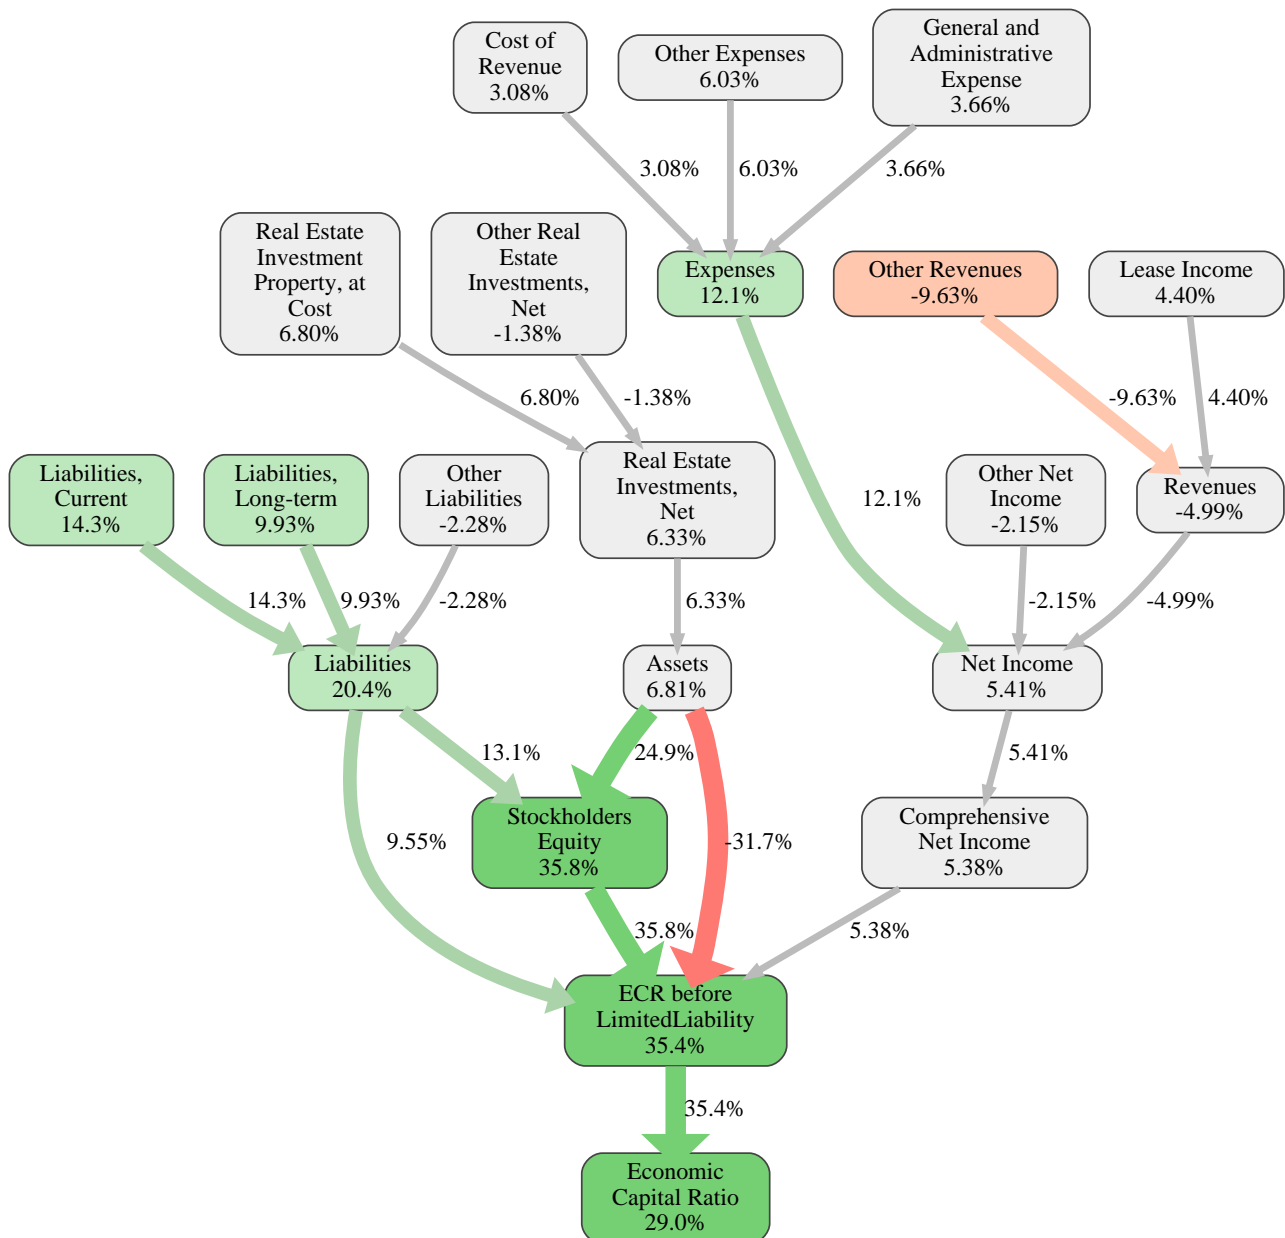 Cost of
Revenue
3.08%
Other Expenses
6.03%
General and
Administrative
Expense
3.66%
3.08%
6.03%
3.66%
Real Estate
Investment
Property, at
Cost
6.80%
Other Real
Estate
Investments,
Net
-1.38%
Expenses
12.1%
Other Revenues
-9.63%
Lease Income
4.40%
6.80%
-1.38%
-9.63%
4.40%
Liabilities,
Current
14.3%
Liabilities,
Long-term
9.93%
Other
Liabilities
-2.28%
Real Estate
Investments,
Net
6.33%
12.1%
Other Net
Income
-2.15%
Revenues
-4.99%
14.3%
9.93%
-2.28%
6.33%
-2.15%
-4.99%
Liabilities
20.4%
Assets
6.81%
Net Income
5.41%
13.1%
24.9%
5.41%
9.55%
Stockholders
Equity
35.8%
-31.7%
Comprehensive
Net Income
5.38%
35.8%
5.38%
ECR before
LimitedLiability
35.4%
35.4%
Economic
Capital Ratio
29.0%